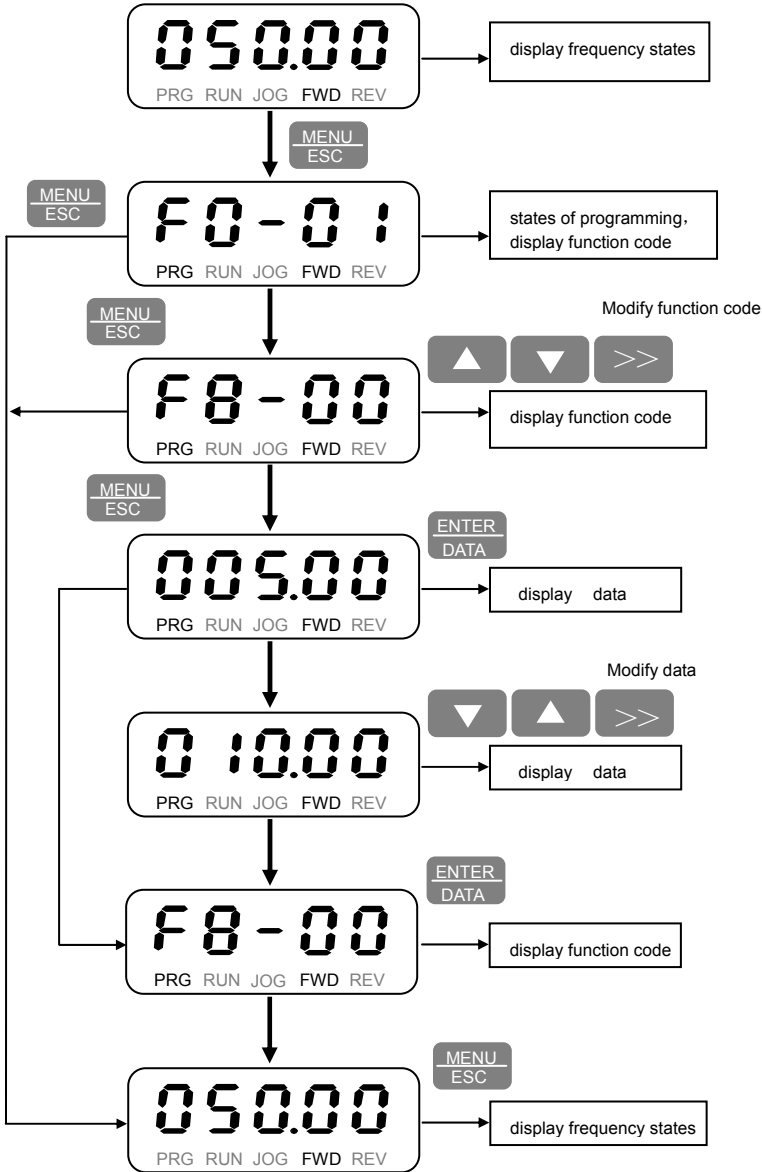 050.00
display frequency states
PRG RUN JOG FWD REV
MENU
ESC
MENU
ESC
F0-01
states of programming,
display function code
PRG RUN JOG FWD REV
MENU
ESC
Modify function code
>>
F8-00
display function code
PRG RUN JOG FWD REV
MENU
ESC
ENTER
DATA
005.00
display data
PRG RUN JOG FWD REV
Modify data
>>
010.00
display data
PRG RUN JOG FWD REV
ENTER
DATA
F8-00
display function code
PRG RUN JOG FWD REV
MENU
ESC
050.00
display frequency states
PRG RUN JOG FWD REV